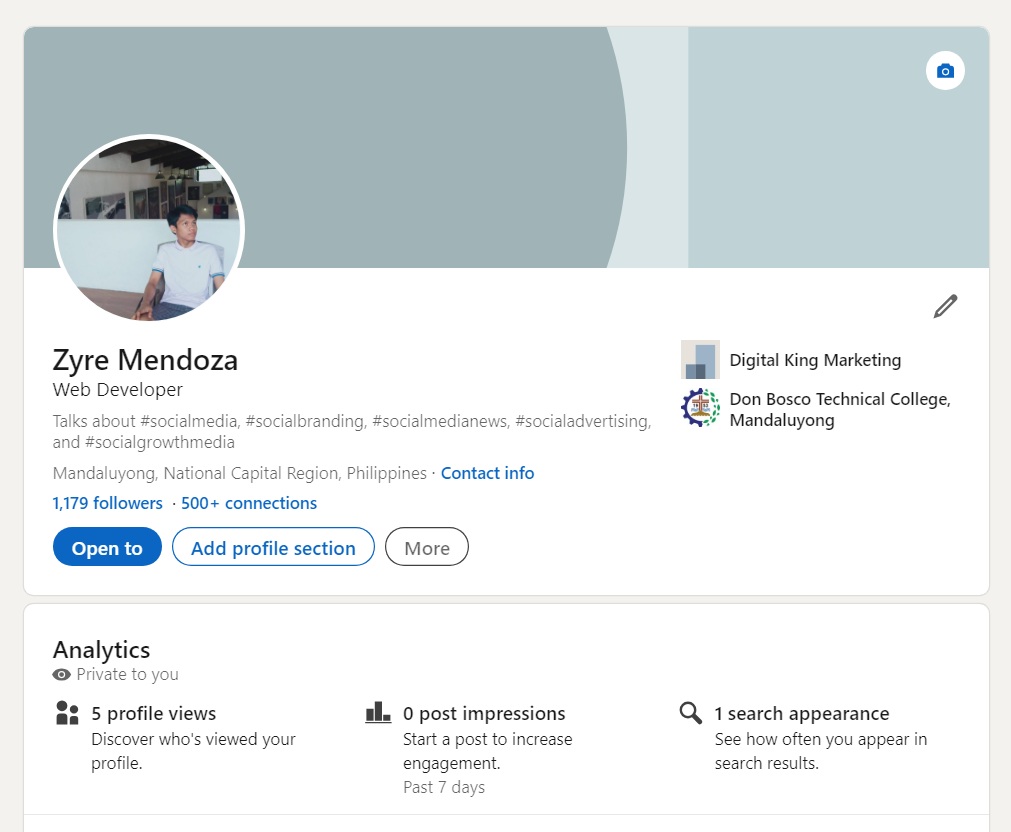 Zyre Mendoza
Web Developer
Talks about #socialmedia, #socialbranding, #socialmedianews, #socialadvertising,
and #socialgrowthmedia
Mandaluyong, National Capital Region, Philippines · Contact info
1,179 followers · 500+ connections
Open to
Add profile section
More
Digital King Marketing
Don Bosco Technical College,
Mandaluyong
Analytics
Private to you
5 profile views
Discover who's viewed your
profile.
0 post impressions
Start a post to increase
engagement.
Past 7 days
1 search appearance
See how often you appear in
search results.